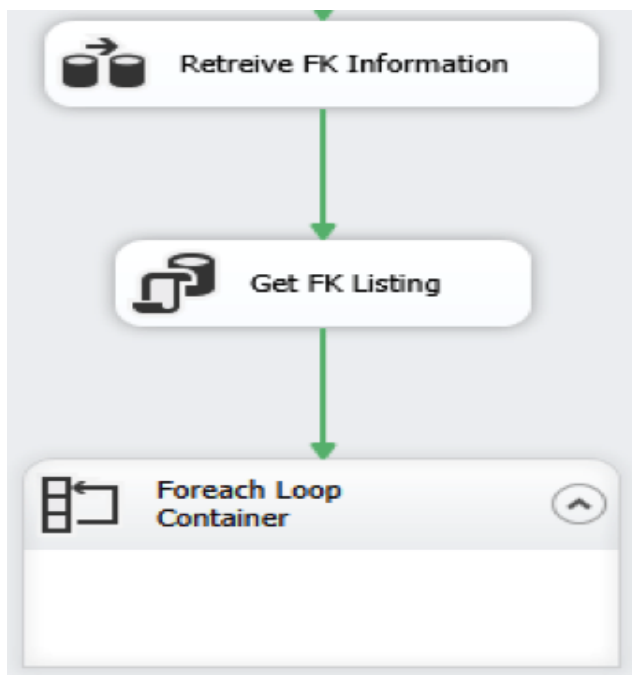 Retreive FK Information
Get FK Listing
Foreach Loop
Container